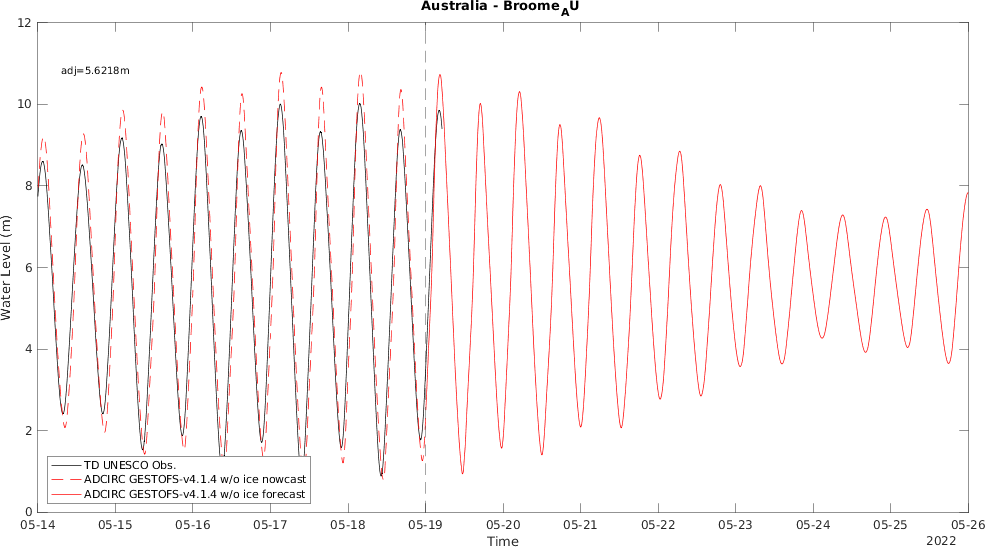 Australia - Broome_AU
12
adj=5.6218m
10
8
6
4
2
0
Water Level (m)
TD UNESCO Obs.
ADCIRC GESTOFS-v4.1.4 w/o ice nowcast
ADCIRC GESTOFS-v4.1.4 w/o ice forecast
05-14 05-15 05-16 05-17 05-18 05-19 05-20 05-21 05-22 05-23 05-24 05-25 05-26
Time
2022